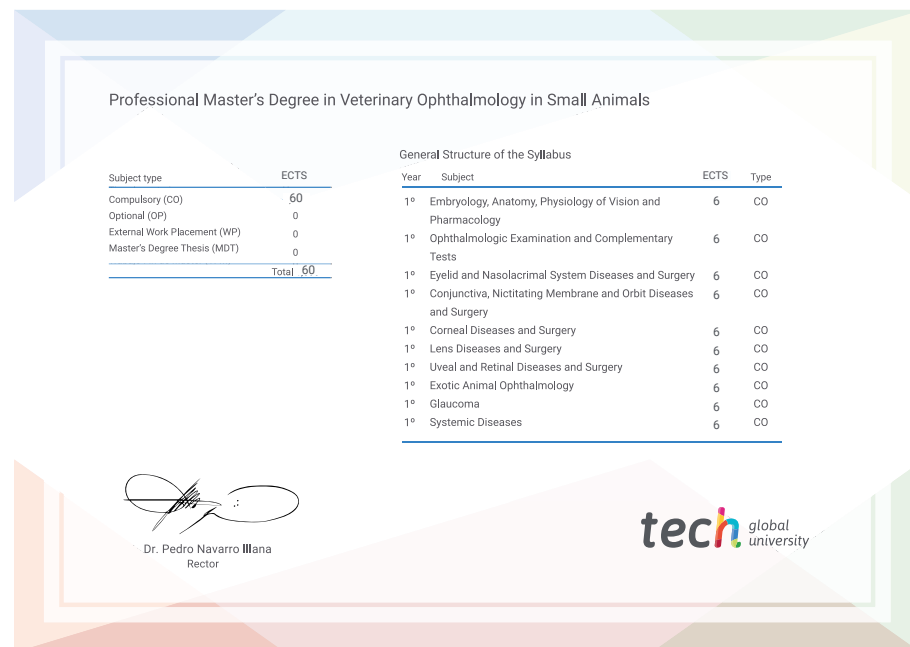 Professional Master's Degree in Veterinary Ophthalmology in Small Animals
Subject type ECTS
Compulsory (CO) 60
Optional (OP) 0
External Work Placement (WP) 0
Master's Degree Thesis (MDT) 0
Total 60
General Structure of the Syllabus
Year Subject ECTS Type
1º Embryology, Anatomy, Physiology of Vision and 6 CO
Pharmacology
1º Ophthalmologic Examination and Complementary 6 CO
Tests
1º Eyelid and Nasolacrimal System Diseases and Surgery 6 CO
1º Conjunctiva, Nictitating Membrane and Orbit Diseases 6 CO
and Surgery
1º Corneal Diseases and Surgery 6 CO
1º Lens Diseases and Surgery 6 CO
1º Uveal and Retinal Diseases and Surgery 6 CO
1º Exotic Animal Ophthalmology 6 CO
1º Glaucoma 6 CO
1º Systemic Diseases 6 CO
Dr. Pedro Navarro Illana
Rector
tech global
university